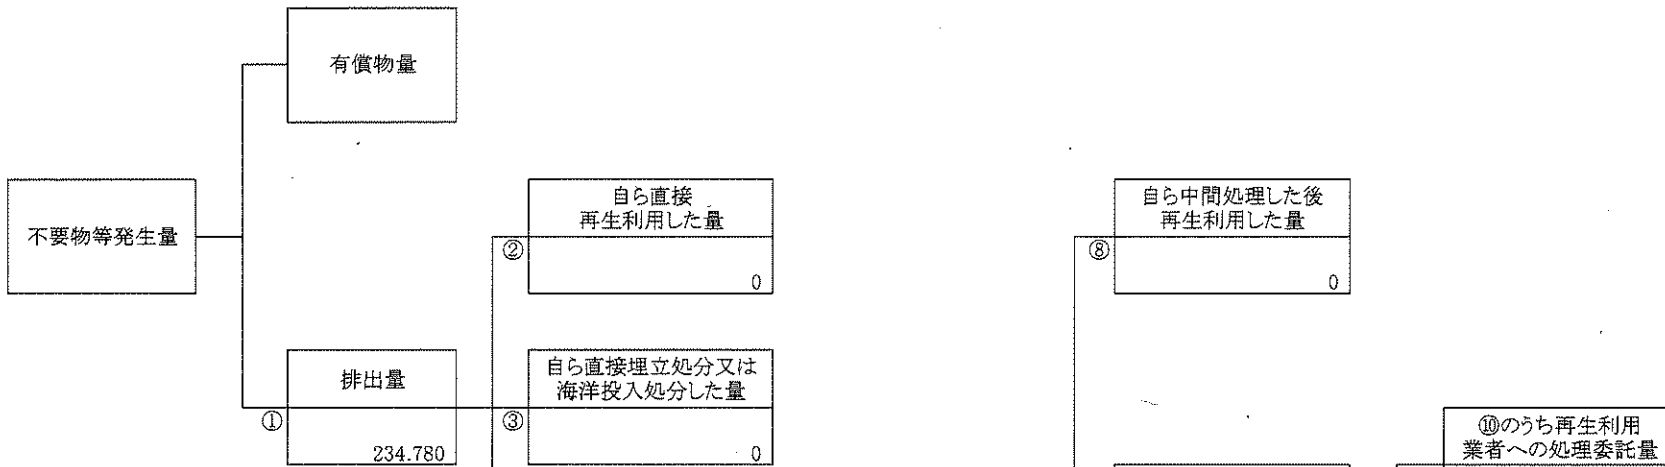 有償物量
不要物等発生量
自ら直接
再生利用した量
②
0
自ら中間処理した後
再生利用した量
⑧
0
排出量
①
234.780
自ら直接埋立処分又は
海洋投入処分した量
③
0
⑩のうち再生利用
業者への処理委託量